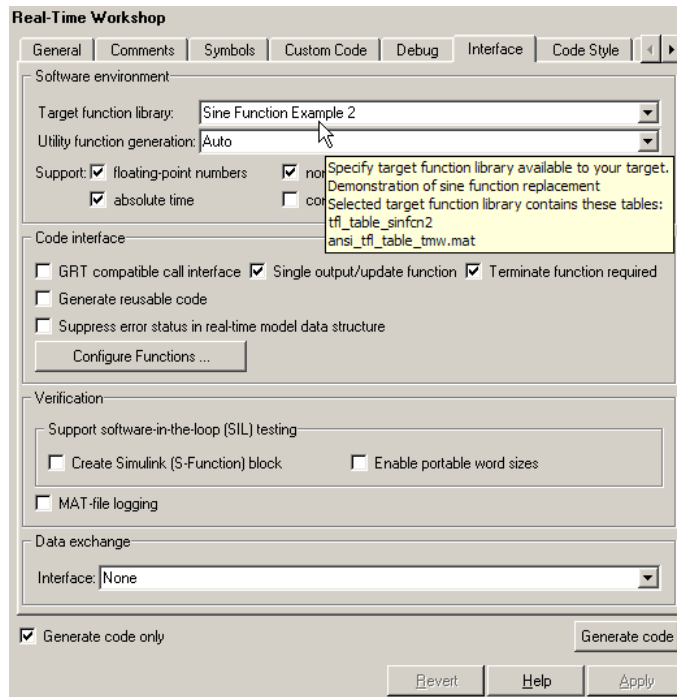 Real-Time Workshop
General Comments Symbols Custom Code Debug Interface Code Style
Software environment
Target function library: Sine Function Example 2
Utility function generation: Auto
Support: floating-point numbers
absolute time
Specify target function library available to your target.
Demonstration of sine function replacement
Selected target function library contains these tables:
tfl_table_sinfcn2
ansi_tfl_table_tmw.mat
Code interface
GRT compatible call interface Single output/update function Terminate function required
Generate reusable code
Suppress error status in real-time model data structure
Configure Functions ...
Verification
Support software-in-the-loop (SIL) testing
Create Simulink (S-Function) block Enable portable word sizes
MAT-file logging
Data exchange
Interface: None
Generate code only Generate code
Revert Help Apply